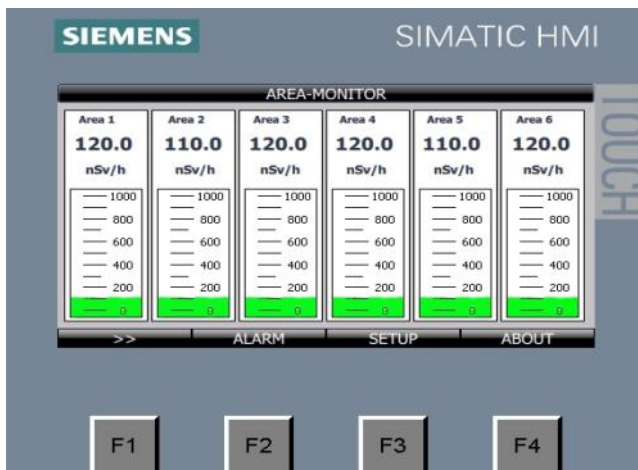 SIEMENS
SIMATIC HMI
TOUCH
AREA-MONITOR
Area 1 Area 2 Area 3 Area 4 Area 5 Area 6
120.0 110.0 120.0 120.0 110.0 120.0
nSv/h nSv/h nSv/h nSv/h nSv/h nSv/h
1000 1000 1000 1000 1000 1000
800 800 800 800 800 800
600 600 600 600 600 600
400 400 400 400 400 400
200 200 200 200 200 200
0 0 0 0 0 0
>> ALARM SETUP ABOUT
F1 F2 F3 F4